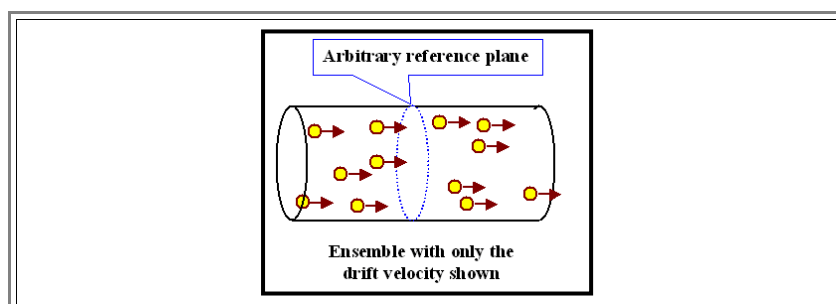 Arbitrary reference plane
Ensemble with only the
drift velocity shown